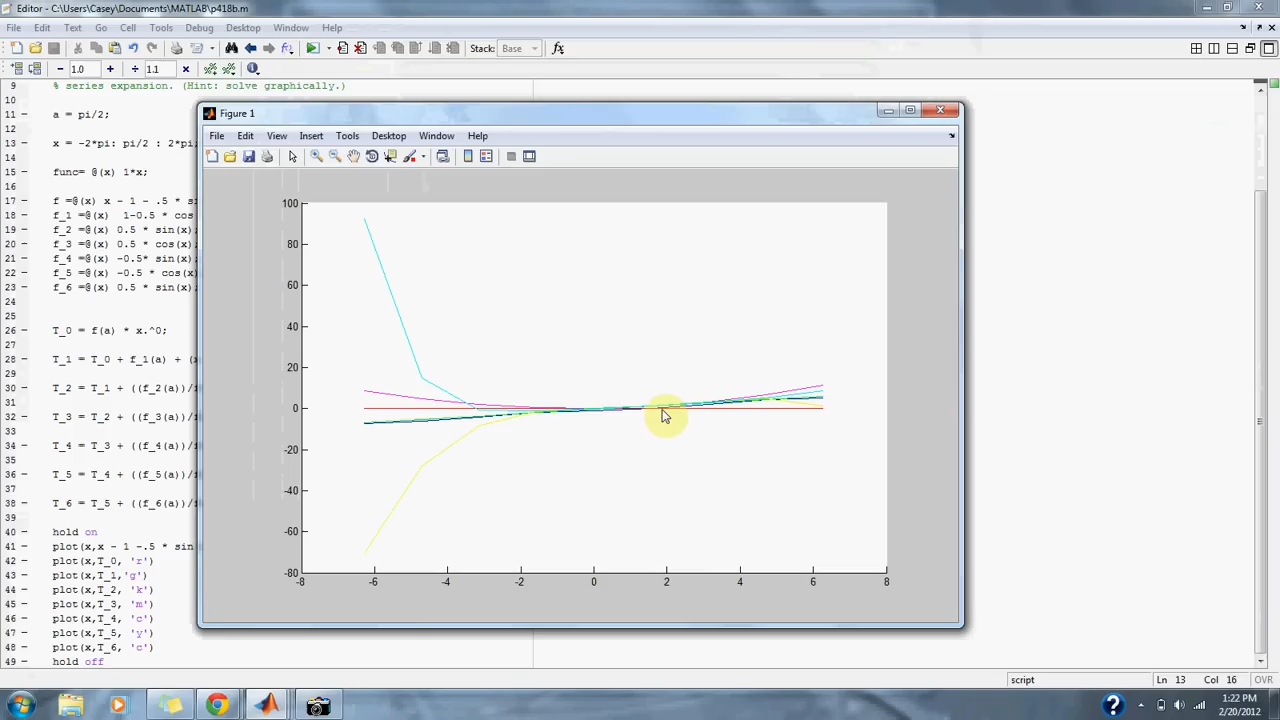 Editor - C:\Users\Casey\Documents\MATLAB\p418b.m
File Edit Text Go Cell Tools Debug Desktop Window Help
Stack: Base fx
− 1.0 + ÷ 1.1 ×
9 % series expansion. (Hint: solve graphically.)
10
11 − a = pi/2;
12
13 − x = -2*pi: pi/2 : 2*pi;
14
15 − func= @(x) 1*x;
16
17 − f =@(x) x - 1 - .5 * s
18 − f_1 =@(x) 1-0.5 * cos
19 − f_2 =@(x) 0.5 * sin(x);
20 − f_3 =@(x) 0.5 * cos(x);
21 − f_4 =@(x) -0.5* sin(x)
22 − f_5 =@(x) -0.5 * cos(x)
23 − f_6 =@(x) 0.5 * sin(x);
24
25
26 − T_0 = f(a) * x.^0;
27
28 − T_1 = T_0 + f_1(a) + (x
29
30 − T_2 = T_1 + ((f_2(a))/
31
32 − T_3 = T_2 + ((f_3(a))/
33
34 − T_4 = T_3 + ((f_4(a))/f
35
36 − T_5 = T_4 + ((f_5(a))/f
37
38 − T_6 = T_5 + ((f_6(a))/f
39
40 − hold on
41 − plot(x,x - 1 -.5 * sin
42 − plot(x,T_0, 'r')
43 − plot(x,T_1,'g')
44 − plot(x,T_2, 'k')
45 − plot(x,T_3, 'm')
46 − plot(x,T_4, 'c')
47 − plot(x,T_5, 'y')
48 − plot(x,T_6, 'c')
49 − hold off
Figure 1
File Edit View Insert Tools Desktop Window Help
100
80
60
40
20
0
-20
-40
-60
-80
-8 -6 -4 -2 0 2 4 6 8
script Ln 13 Col 16 OVR
1:22 PM
2/20/2012